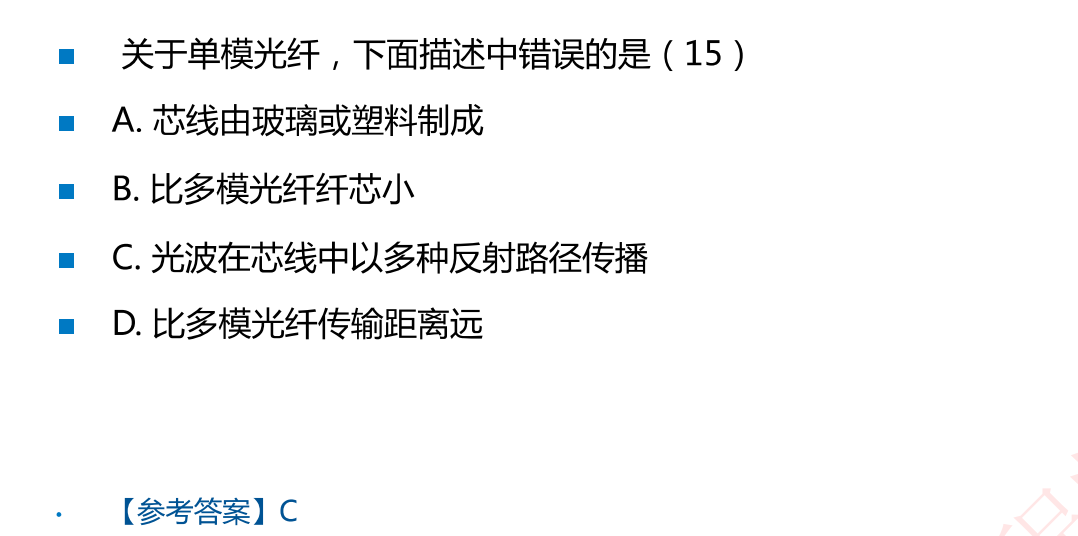 关于单模光纤，下面描述中错误的是（15）
A. 芯线由玻璃或塑料制成
B. 比多模光纤纤芯小
C. 光波在芯线中以多种反射路径传播
D. 比多模光纤传输距离远
【参考答案】C